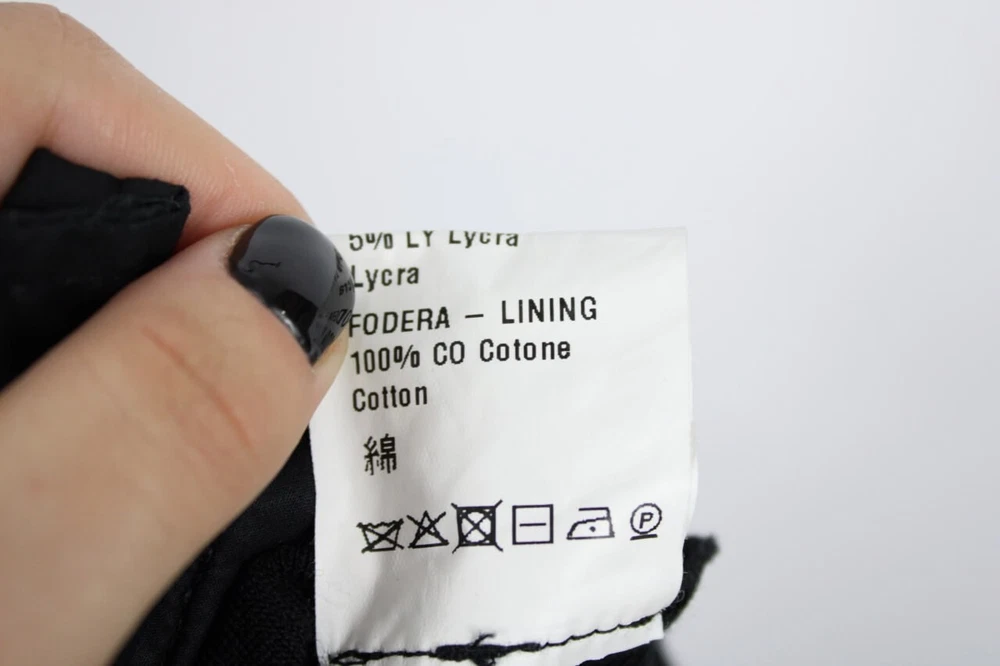 5% LY Lycra
Lycra
FODERA – LINING
100% CO Cotone
Cotton
綿
P